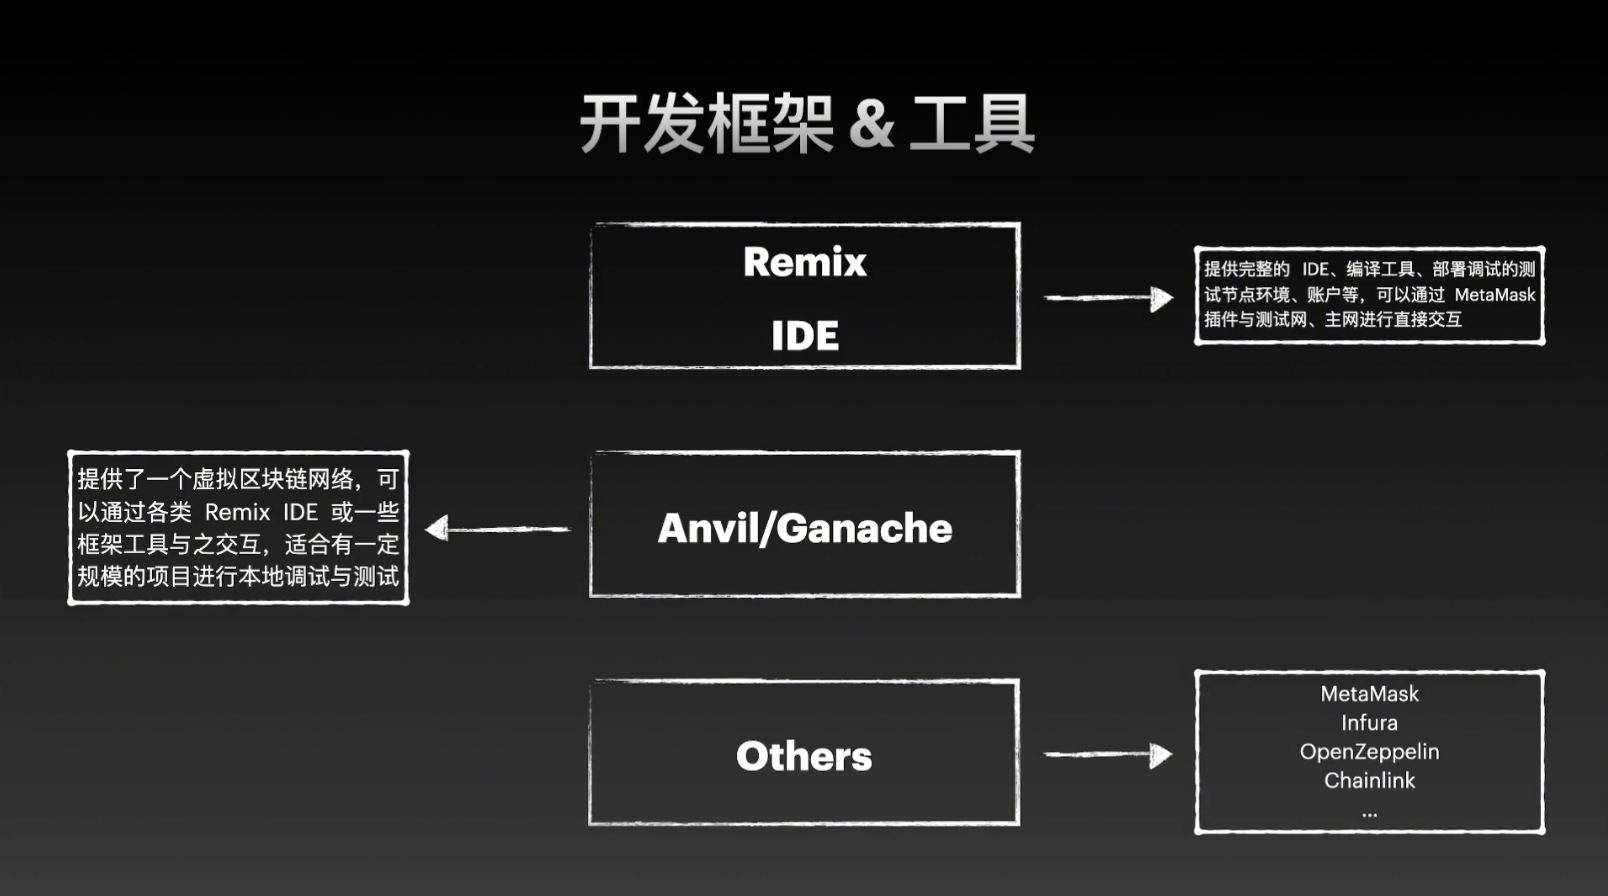 开发框架 & 工具
Remix
IDE
提供完整的 IDE、编译工具、部署调试的测
试节点环境、账户等，可以通过 MetaMask
插件与测试网、主网进行直接交互
提供了一个虚拟区块链网络，可
以通过各类 Remix IDE 或一些
框架工具与之交互，适合有一定
规模的项目进行本地调试与测试
Anvil/Ganache
Others
MetaMask
Infura
OpenZeppelin
Chainlink
...